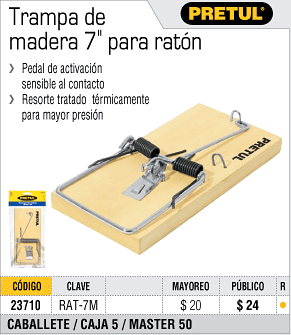 Trampa de
madera 7" para ratón
PRETUL®
› Pedal de activación
sensible al contacto
› Resorte tratado térmicamente
para mayor presión
PRETUL
PRETUL
CÓDIGO CLAVE MAYOREO PÚBLICO R
23710 RAT-7M $ 20 $ 24 •
CABALLETE / CAJA 5 / MASTER 50